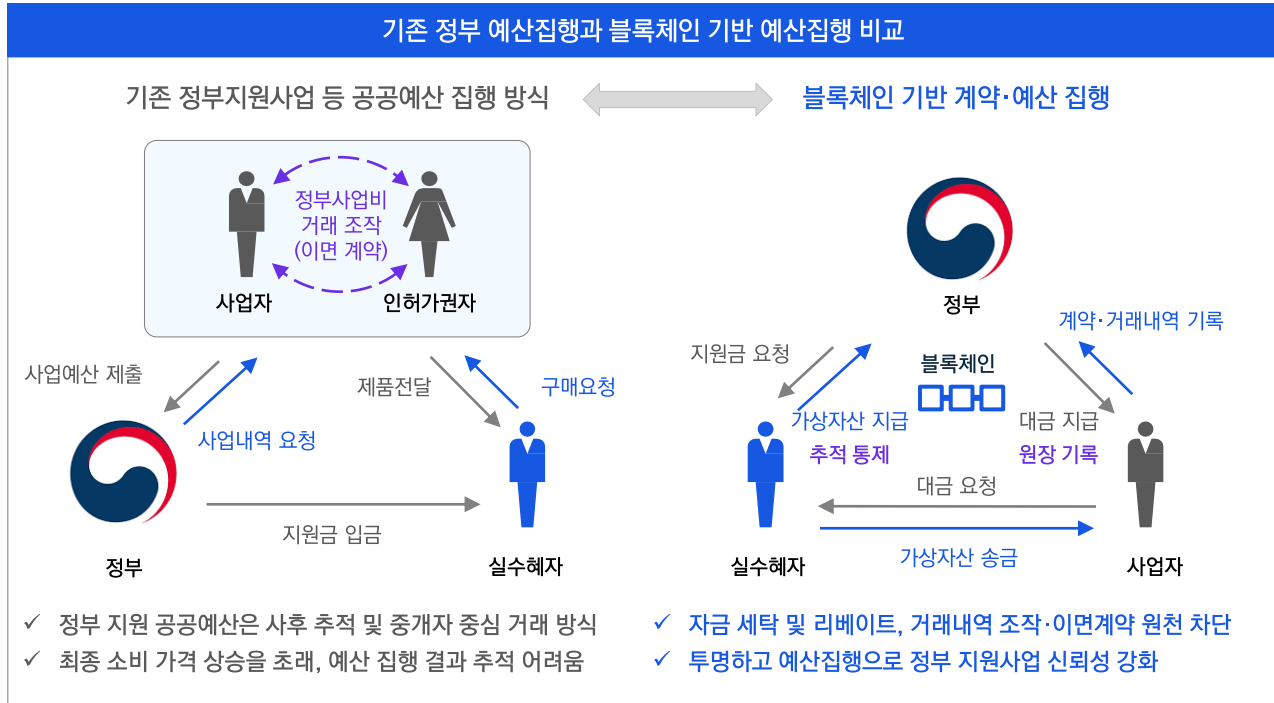 기존 정부 예산집행과 블록체인 기반 예산집행 비교
기존 정부지원사업 등 공공예산 집행 방식
정부사업비
거래 조작
(이면 계약)
사업자
인허가권자
사업예산 제출
사업내역 요청
제품전달
구매요청
지원금 입금
정부
실수혜자
✓ 정부 지원 공공예산은 사후 추적 및 중개자 중심 거래 방식
✓ 최종 소비 가격 상승을 초래, 예산 집행 결과 추적 어려움
블록체인 기반 계약·예산 집행
정부
계약·거래내역 기록
지원금 요청
블록체인
가상자산 지급
추적 통제
대금 지급
원장 기록
대금 요청
가상자산 송금
실수혜자
사업자
✓ 자금 세탁 및 리베이트, 거래내역 조작·이면계약 원천 차단
✓ 투명하고 예산집행으로 정부 지원사업 신뢰성 강화